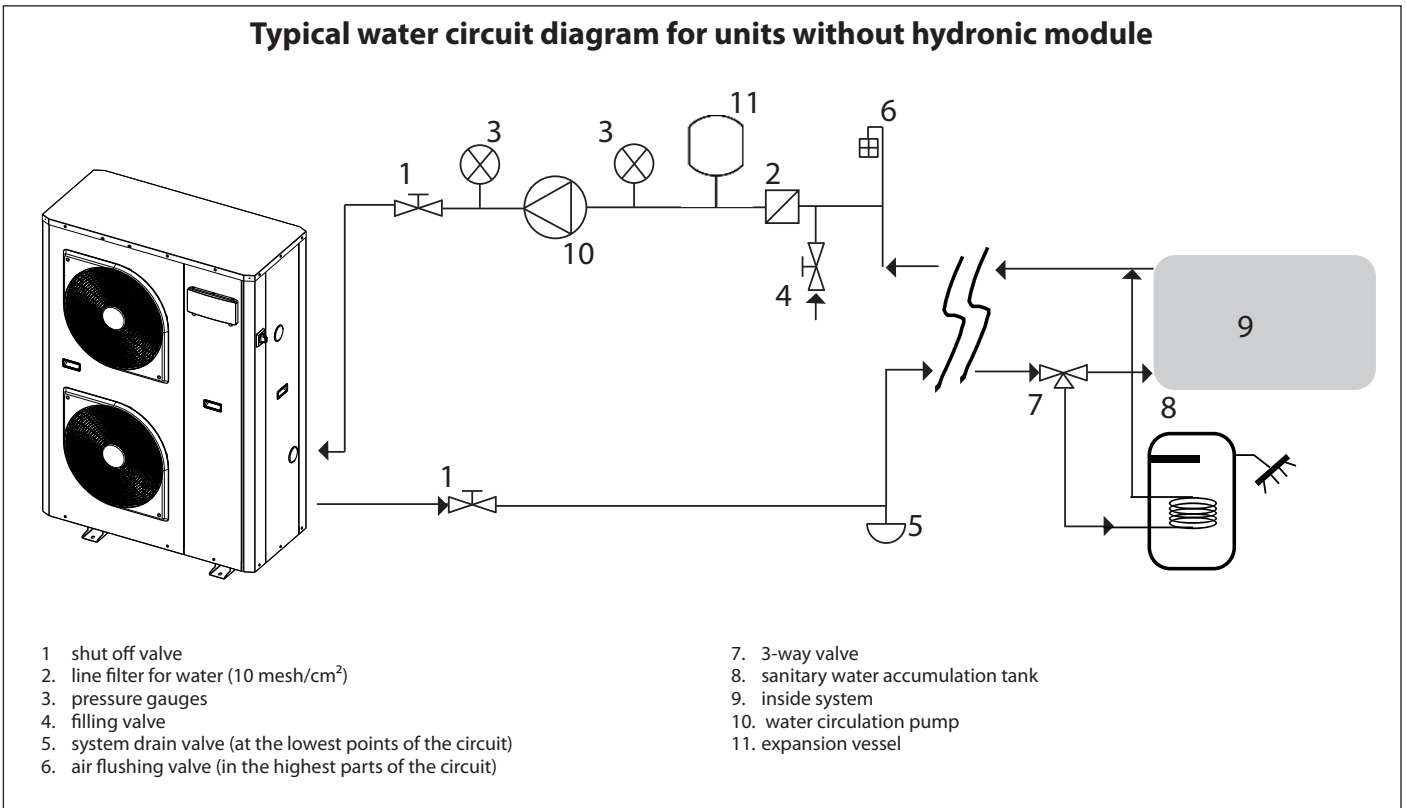 Typical water circuit diagram for units without hydronic module
11
6
3
3
1
2
10
4
9
7
8
1
5
1 shut off valve
2. line filter for water (10 mesh/cm²)
3. pressure gauges
4. filling valve
5. system drain valve (at the lowest points of the circuit)
6. air flushing valve (in the highest parts of the circuit)
7. 3-way valve
8. sanitary water accumulation tank
9. inside system
10. water circulation pump
11. expansion vessel